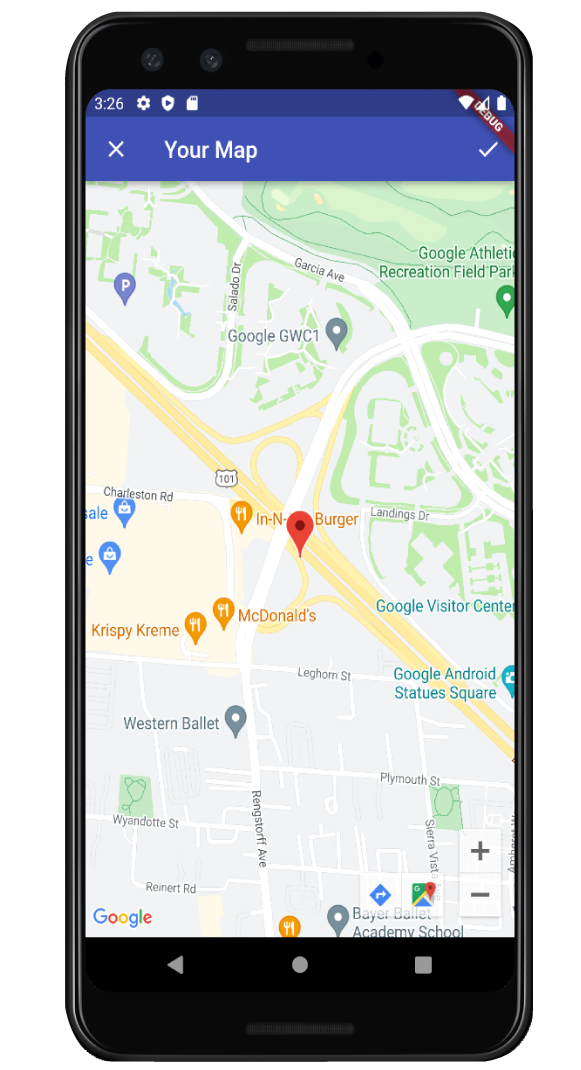 3:26
DEBUG
Your Map
Google Athletic
Recreation Field Park
Garcia Ave
Salado Dr
P
Google GWC1
101
Charleston Rd
In-N-
Burger
Landings Dr
Google Visitor Center
McDonald's
Krispy Kreme
Leghorn St
Google Android
Statues Square
Western Ballet
Plymouth St
Rengstorff Ave
Wyandotte St
Sierra Vista
+
Reinert Rd
−
G
Google
Bayer Ballet
Academy School